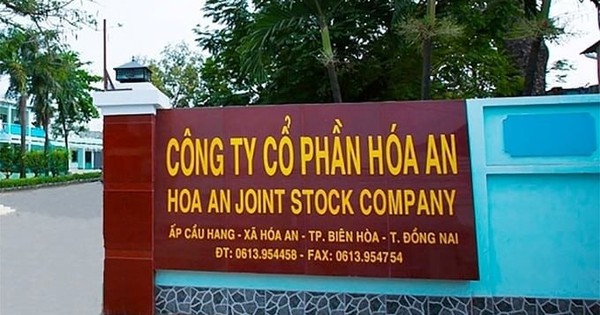 CÔNG TY CỔ PHẦN HÓA AN
HOA AN JOINT STOCK COMPANY
ẤP CẦU HANG - XÃ HÓA AN - TP. BIÊN HÒA - T. ĐỒNG NAI
ĐT: 0613.954458 - FAX: 0613.954754